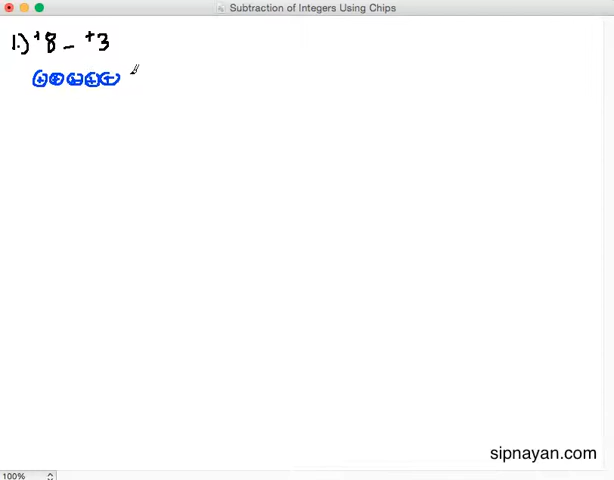 Subtraction of Integers Using Chips
1.) +8 - +3
+ + + + +
sipnayan.com
100%